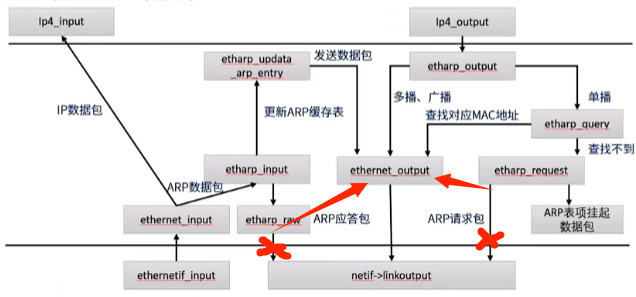 Ip4_input
Ip4_output
etharp_updata
_arp_entry
发送数据包
etharp_output
IP数据包
更新ARP缓存表
多播、广播
单播
查找对应MAC地址
etharp_query
查找不到
etharp_input
ethernet_output
etharp_request
ARP数据包
ethernet_input
etharp_raw
ARP应答包
ARP请求包
ARP表项挂起
数据包
ethernetif_input
netif->linkoutput